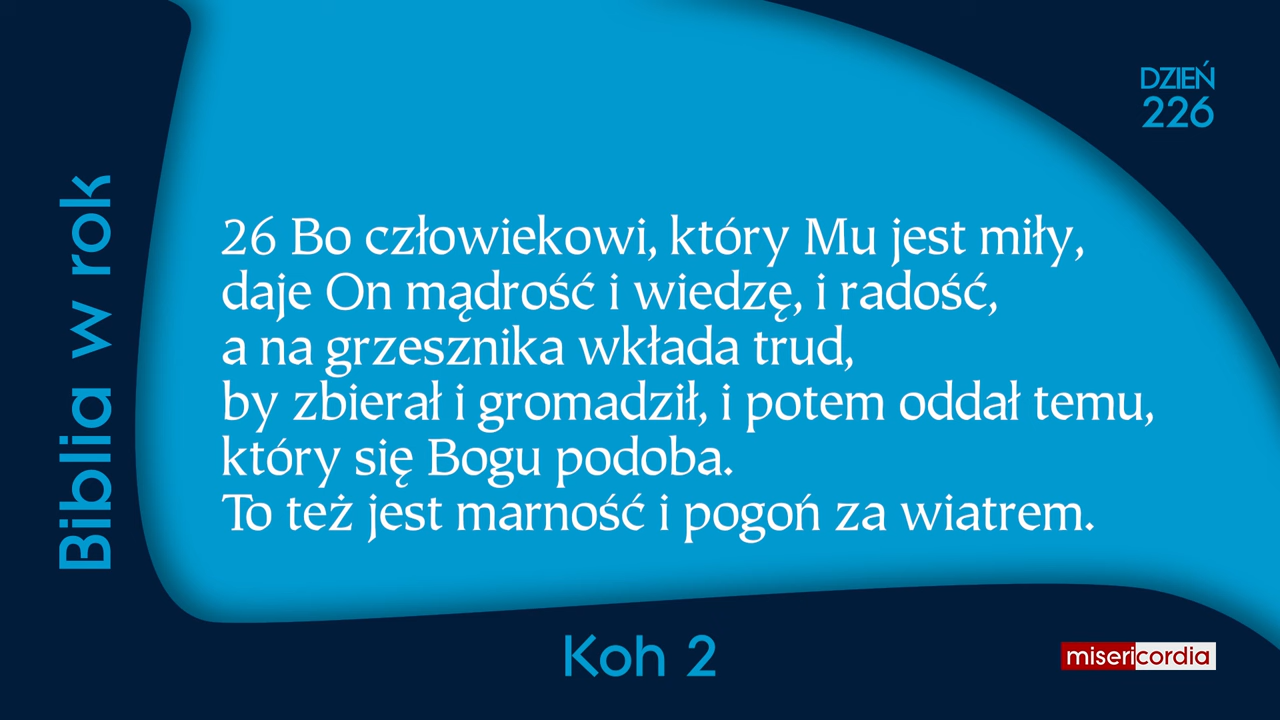 DZIEŃ
226
Biblia w rok
26 Bo człowiekowi, który Mu jest miły,
daje On mądrość i wiedzę, i radość,
a na grzesznika wkłada trud,
by zbierał i gromadził, i potem oddał temu,
który się Bogu podoba.
To też jest marność i pogoń za wiatrem.
Koh 2
misericordia